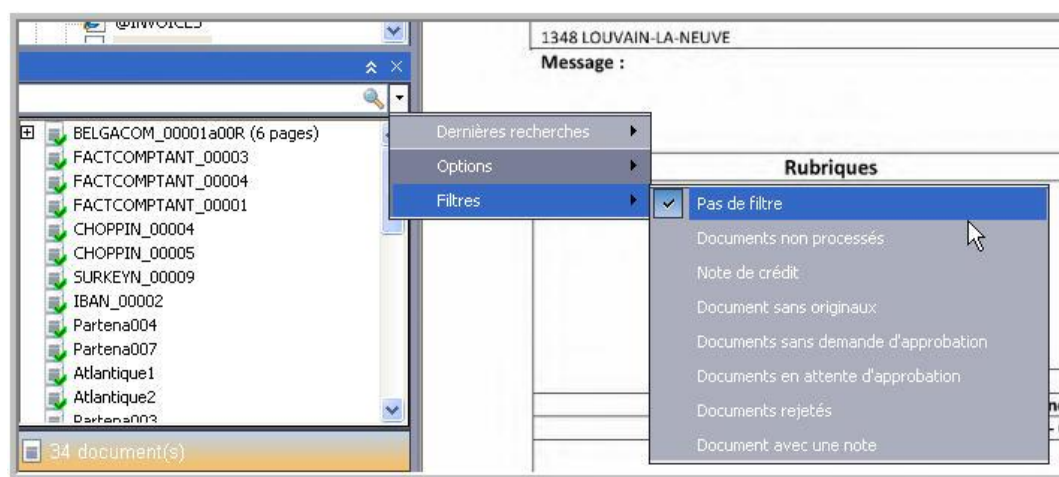 @INVOICES
1348 LOUVAIN-LA-NEUVE
Message :
BELGACOM_00001a00R (6 pages)
FACTCOMPTANT_00003
FACTCOMPTANT_00004
FACTCOMPTANT_00001
CHOPPIN_00004
CHOPPIN_00005
SURKEYN_00009
IBAN_00002
Partena004
Partena007
Atlantique1
Atlantique2
Partena003
34 document(s)
Dernières recherches
Options
Filtres
Rubriques
Pas de filtre
Documents non processés
Note de crédit
Document sans originaux
Documents sans demande d'approbation
Documents en attente d'approbation
Documents rejetés
Document avec une note